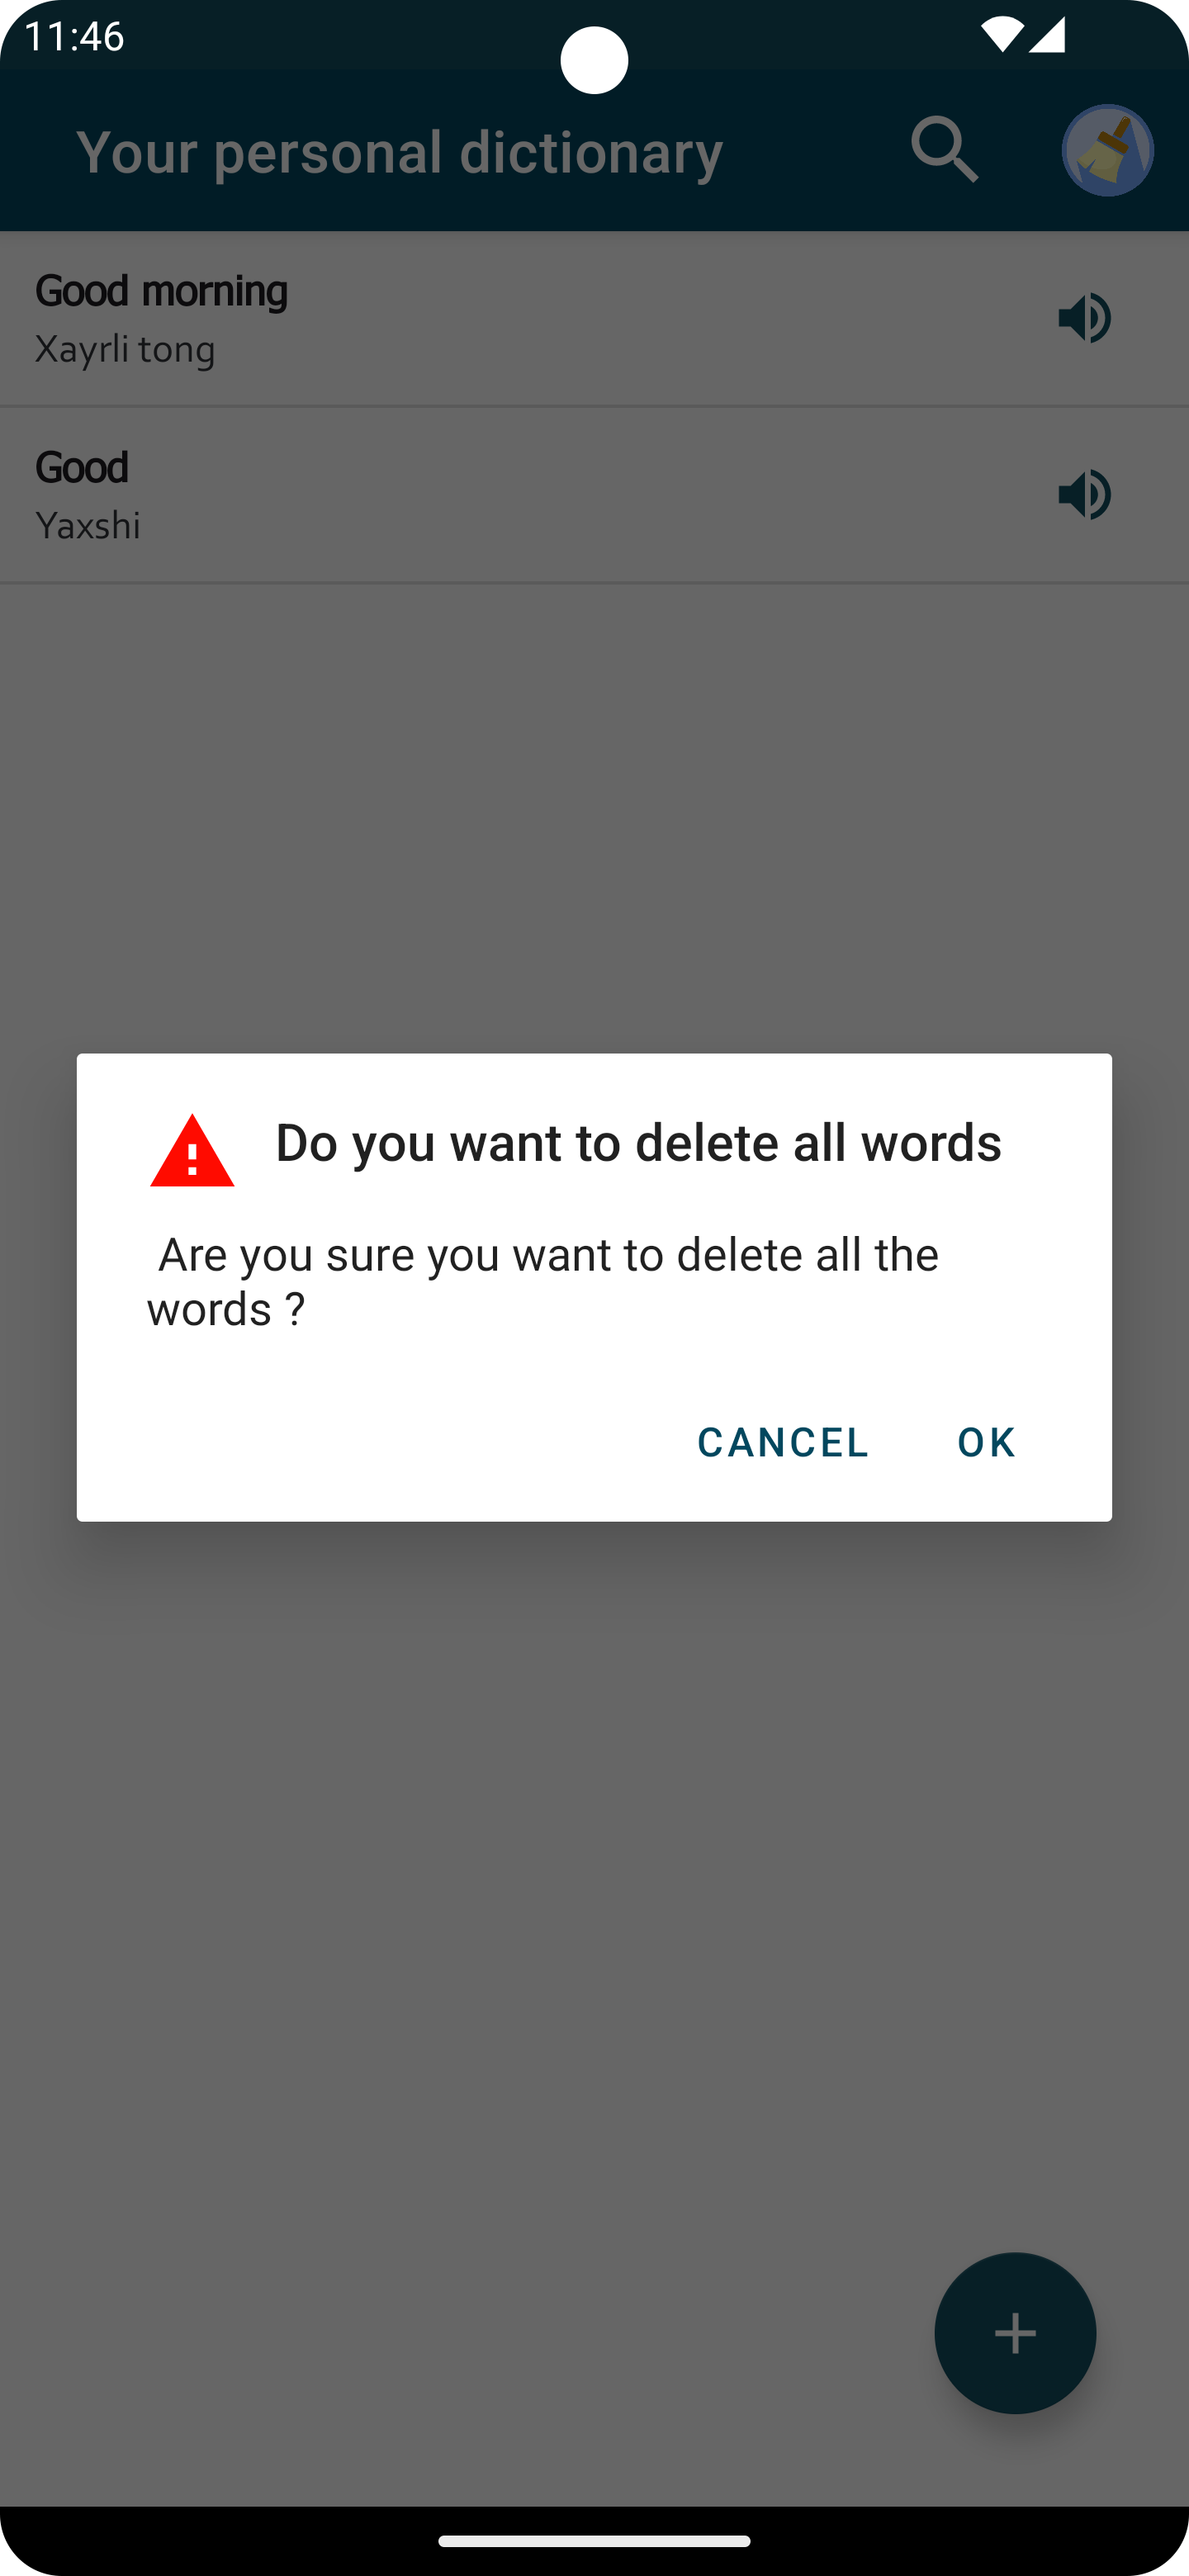 11:46
Your personal dictionary
Good morning
Xayrli tong
Good
Yaxshi
Do you want to delete all words
Are you sure you want to delete all the
words ?
CANCEL OK